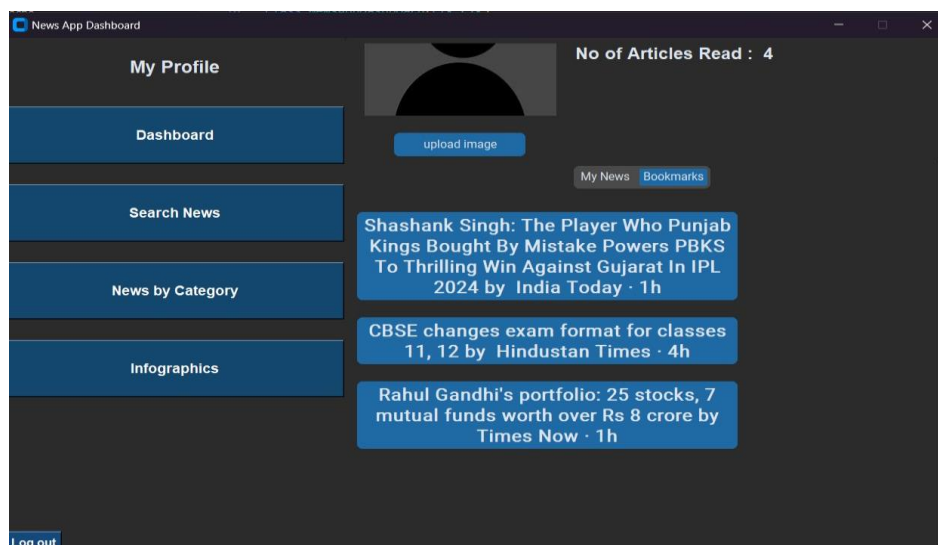 News App Dashboard
My Profile
Dashboard
Search News
News by Category
Infographics
Log out
No of Articles Read : 4
upload image
My News Bookmarks
Shashank Singh: The Player Who Punjab
Kings Bought By Mistake Powers PBKS
To Thrilling Win Against Gujarat In IPL
2024 by India Today · 1h
CBSE changes exam format for classes
11, 12 by Hindustan Times · 4h
Rahul Gandhi's portfolio: 25 stocks, 7
mutual funds worth over Rs 8 crore by
Times Now · 1h